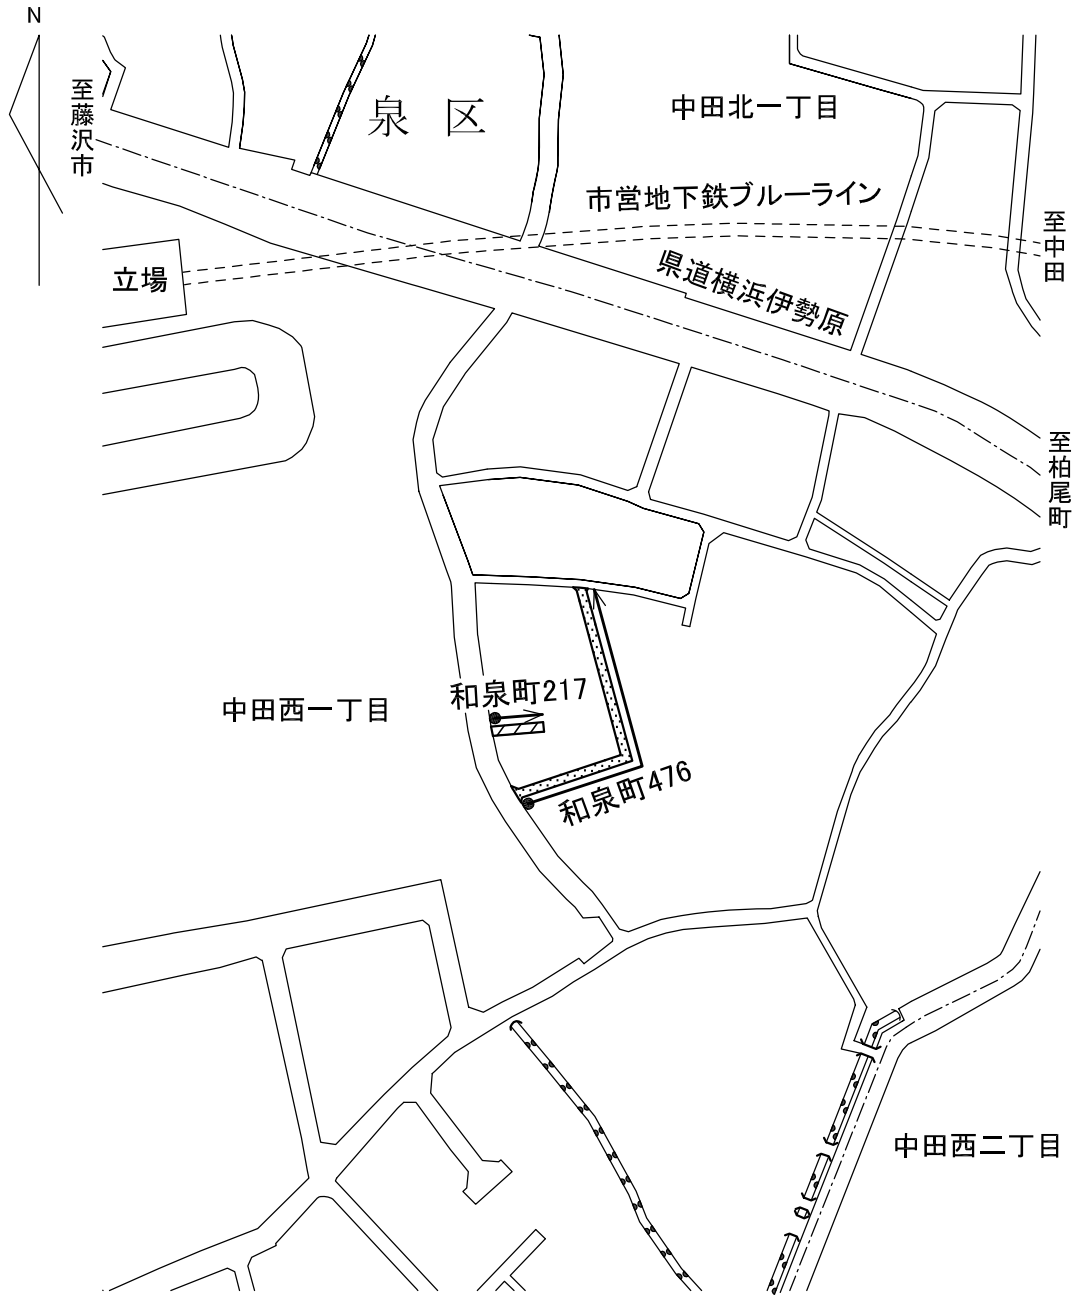 N
至藤沢市
泉区
中田北一丁目
市営地下鉄ブルーライン
至中田
立場
県道横浜伊勢原
至柏尾町
和泉町217
中田西一丁目
和泉町476
中田西二丁目